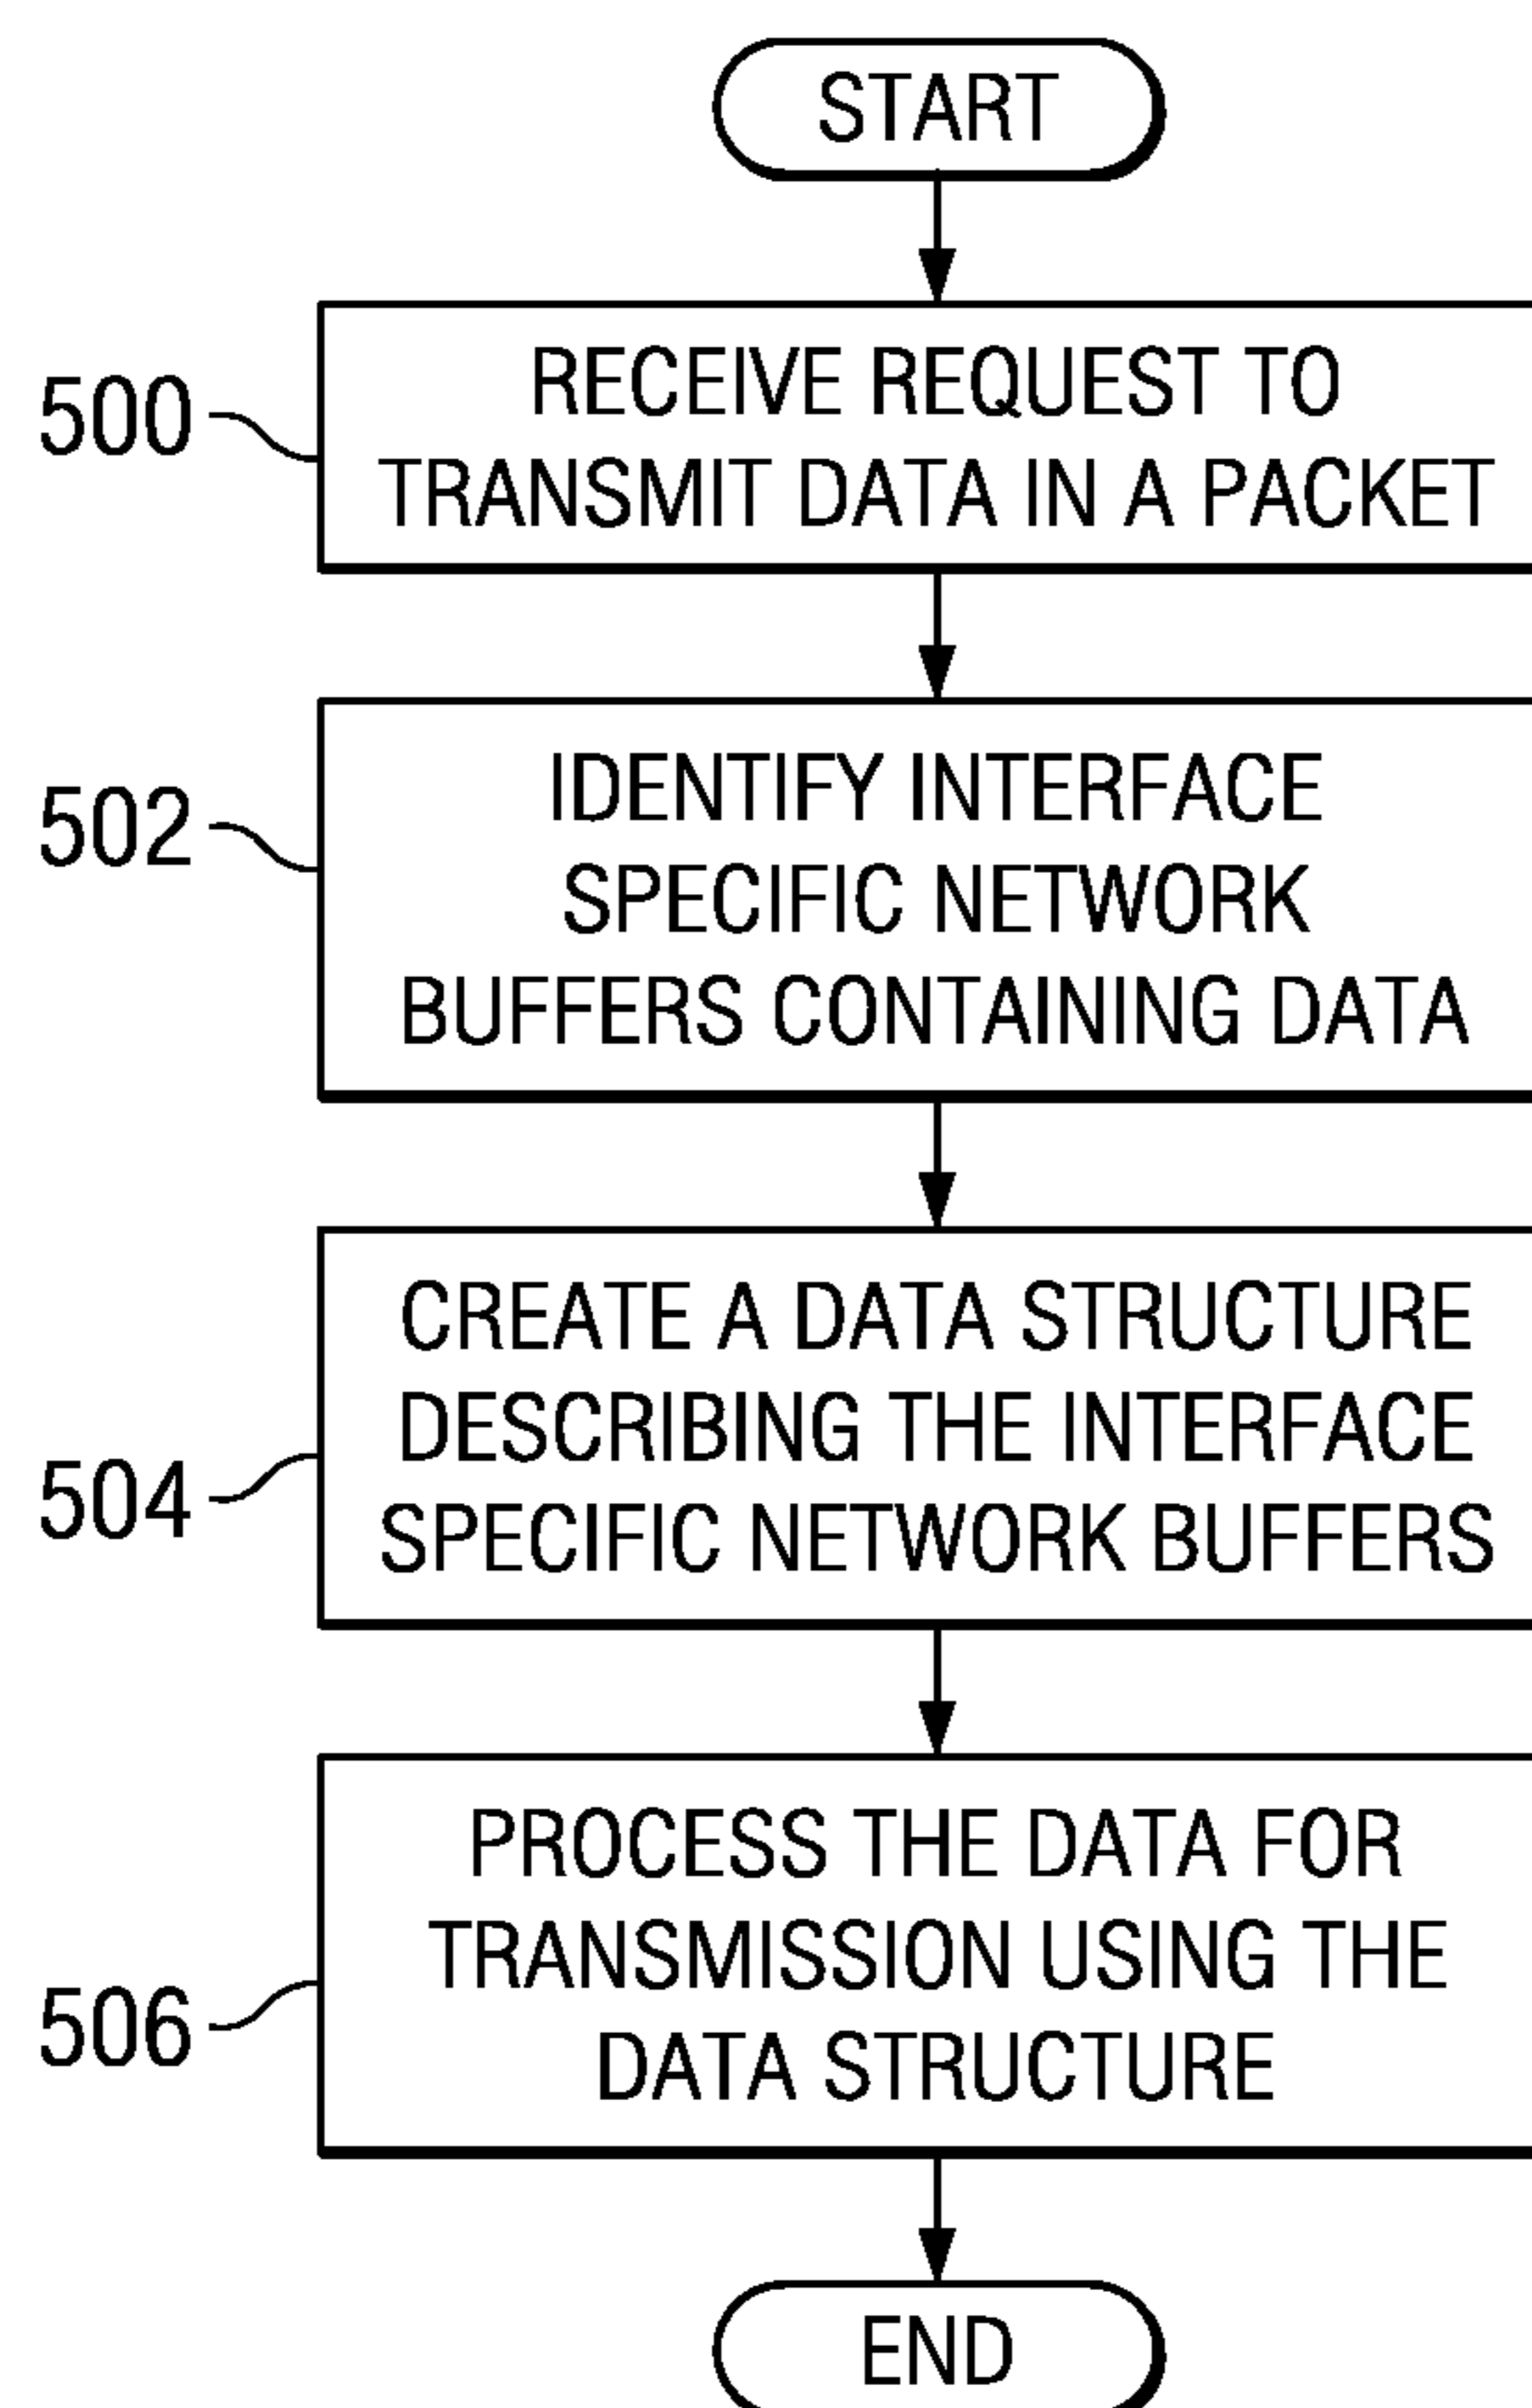 START
500
RECEIVE REQUEST TO
TRANSMIT DATA IN A PACKET
502
IDENTIFY INTERFACE
SPECIFIC NETWORK
BUFFERS CONTAINING DATA
504
CREATE A DATA STRUCTURE
DESCRIBING THE INTERFACE
SPECIFIC NETWORK BUFFERS
506
PROCESS THE DATA FOR
TRANSMISSION USING THE
DATA STRUCTURE
END